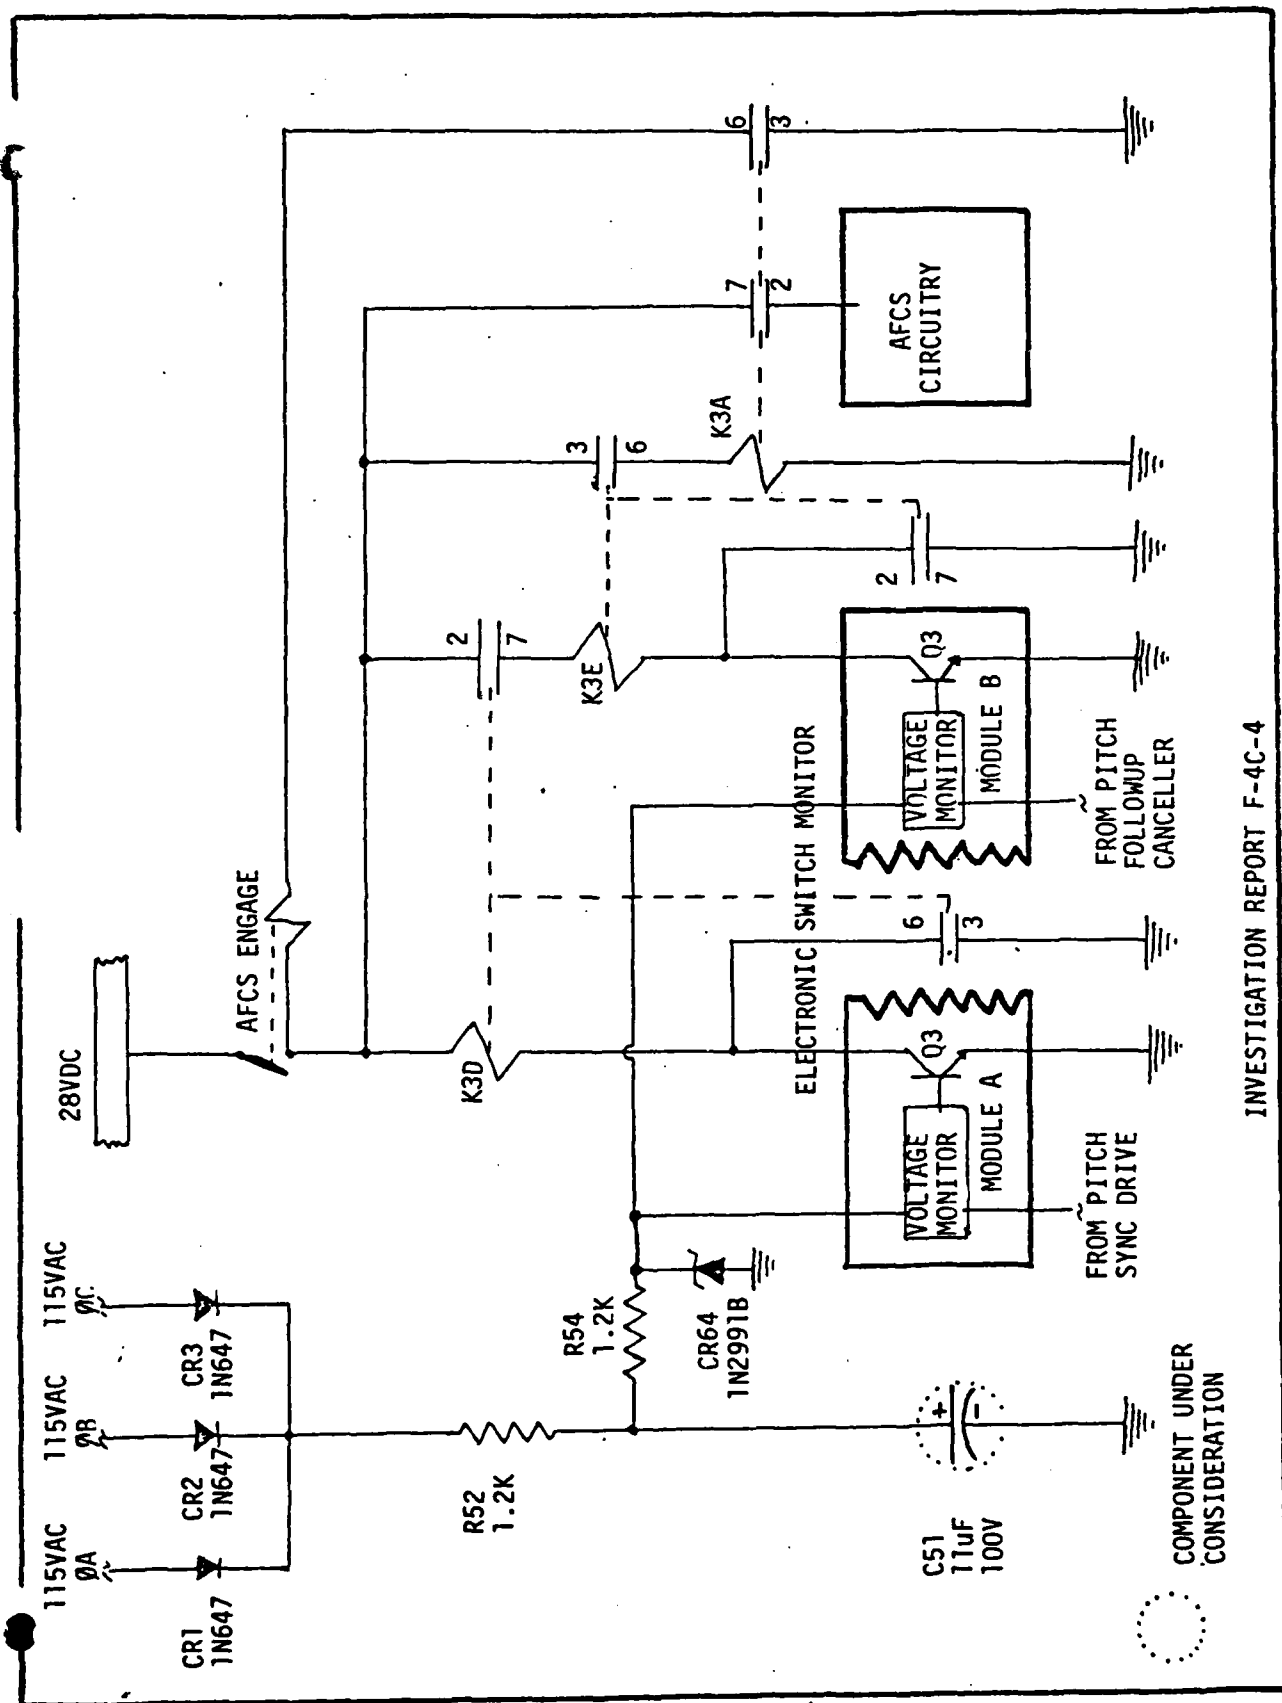 115VAC
ØA
115VAC
ØB
115VAC
ØC
28VDC
CR1
1N647
CR2
1N647
CR3
1N647
AFCS ENGAGE
R52
1.2K
R54
1.2K
CR64
1N2991B
K3D
K3E
K3A
2
7
3
6
7
2
6
3
6
3
2
7
C51
11uF
100V
+
-
ELECTRONIC SWITCH MONITOR
VOLTAGE
MONITOR
Q3
MODULE A
VOLTAGE
MONITOR
Q3
MODULE B
AFCS
CIRCUITRY
FROM PITCH
SYNC DRIVE
FROM PITCH
FOLLOWUP
CANCELLER
COMPONENT UNDER
CONSIDERATION
INVESTIGATION REPORT F-4C-4